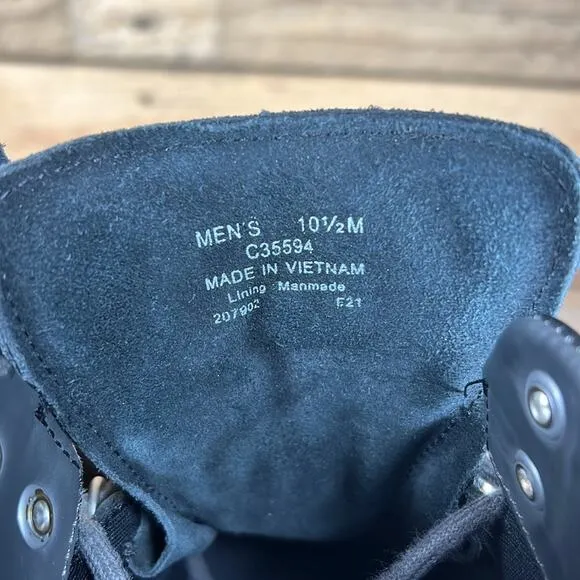 MEN'S 10½M
C35594
MADE IN VIETNAM
Lining Manmade
207902 F21